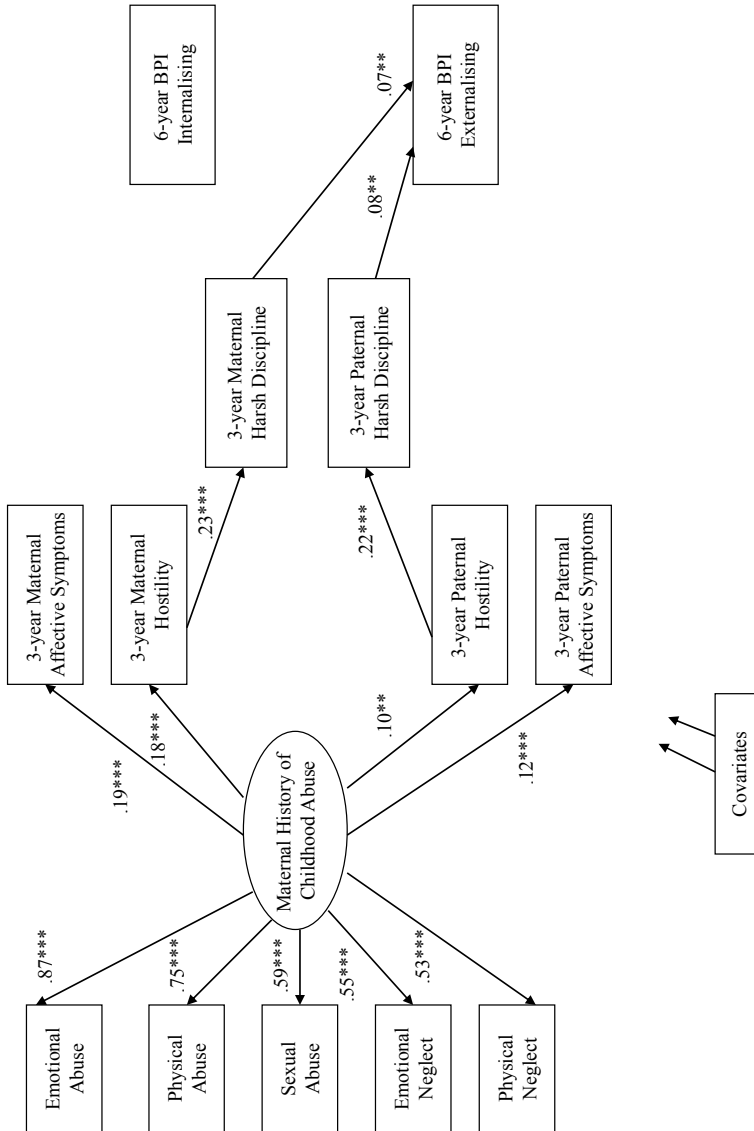 Emotional
Abuse
Physical
Abuse
Sexual
Abuse
Emotional
Neglect
Physical
Neglect
.87***
.75***
.59***
.55***
.53***
Maternal History of
Childhood Abuse
.19***
.18***
.10**
.12***
3-year Maternal
Affective Symptoms
3-year Maternal
Hostility
3-year Paternal
Hostility
3-year Paternal
Affective Symptoms
.23***
.22***
3-year Maternal
Harsh Discipline
3-year Paternal
Harsh Discipline
.07**
.08**
6-year BPI
Internalising
6-year BPI
Externalising
Covariates